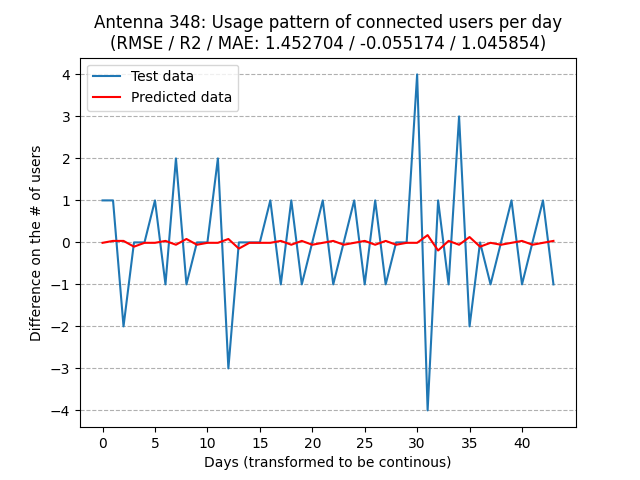 Antenna 348: Usage pattern of connected users per day
(RMSE / R2 / MAE: 1.452704 / -0.055174 / 1.045854)
Test data
Predicted data
4
3
2
1
0
−1
−2
−3
−4
Difference on the # of users
0 5 10 15 20 25 30 35 40
Days (transformed to be continous)